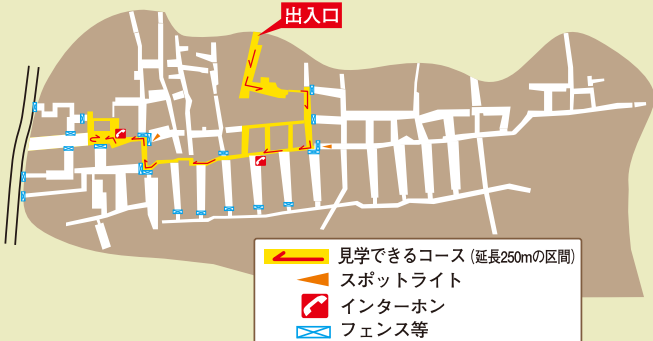 出入口
見学できるコース(延長250mの区間)
スポットライト
インターホン
フェンス等